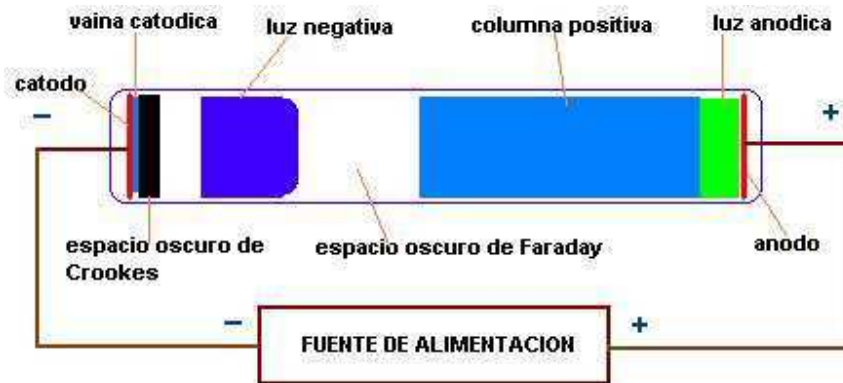 vaina catodica
luz negativa
columna positiva
luz anodica
catodo
−
+
espacio oscuro de
Crookes
espacio oscuro de Faraday
anodo
−
+
FUENTE DE ALIMENTACION